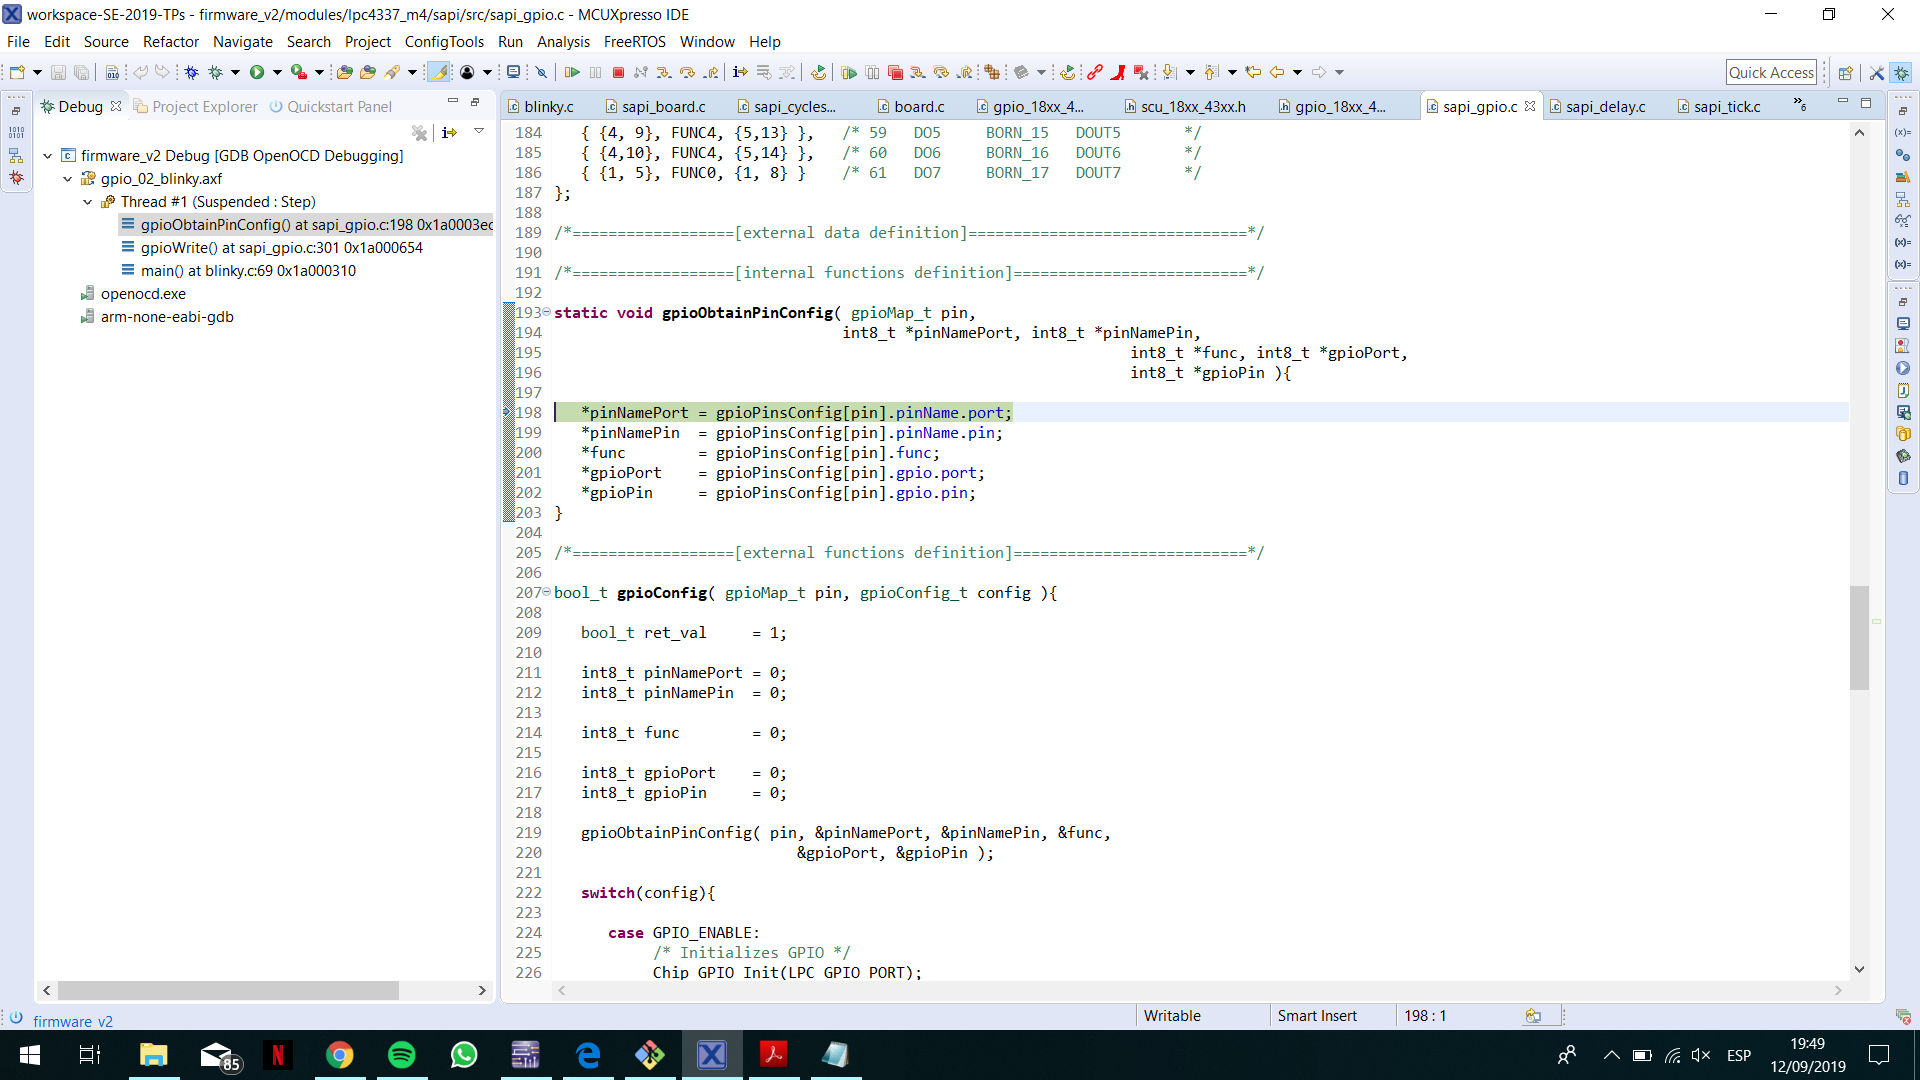 workspace-SE-2019-TPs - firmware_v2/modules/lpc4337_m4/sapi/src/sapi_gpio.c - MCUXpresso IDE
File Edit Source Refactor Navigate Search Project ConfigTools Run Analysis FreeRTOS Window Help
Quick Access
Debug Project Explorer Quickstart Panel
blinky.c sapi_board.c sapi_cycles... board.c gpio_18xx_4... scu_18xx_43xx.h gpio_18xx_4... sapi_gpio.c sapi_delay.c sapi_tick.c »6
firmware_v2 Debug [GDB OpenOCD Debugging]
gpio_02_blinky.axf
Thread #1 (Suspended : Step)
gpioObtainPinConfig() at sapi_gpio.c:198 0x1a0003ec
gpioWrite() at sapi_gpio.c:301 0x1a000654
main() at blinky.c:69 0x1a000310
openocd.exe
arm-none-eabi-gdb
184 { {4, 9}, FUNC4, {5,13} }, /* 59 DO5 BORN_15 DOUT5 */
185 { {4,10}, FUNC4, {5,14} }, /* 60 DO6 BORN_16 DOUT6 */
186 { {1, 5}, FUNC0, {1, 8} } /* 61 DO7 BORN_17 DOUT7 */
187 };
188
189 /*==================[external data definition]===============================*/
190
191 /*==================[internal functions definition]==========================*/
192
193 static void gpioObtainPinConfig( gpioMap_t pin,
194 int8_t *pinNamePort, int8_t *pinNamePin,
195 int8_t *func, int8_t *gpioPort,
196 int8_t *gpioPin ){
197
198 *pinNamePort = gpioPinsConfig[pin].pinName.port;
199 *pinNamePin = gpioPinsConfig[pin].pinName.pin;
200 *func = gpioPinsConfig[pin].func;
201 *gpioPort = gpioPinsConfig[pin].gpio.port;
202 *gpioPin = gpioPinsConfig[pin].gpio.pin;
203 }
204
205 /*==================[external functions definition]==========================*/
206
207 bool_t gpioConfig( gpioMap_t pin, gpioConfig_t config ){
208
209 bool_t ret_val = 1;
210
211 int8_t pinNamePort = 0;
212 int8_t pinNamePin = 0;
213
214 int8_t func = 0;
215
216 int8_t gpioPort = 0;
217 int8_t gpioPin = 0;
218
219 gpioObtainPinConfig( pin, &pinNamePort, &pinNamePin, &func,
220 &gpioPort, &gpioPin );
221
222 switch(config){
223
224 case GPIO_ENABLE:
225 /* Initializes GPIO */
226 Chip_GPIO_Init(LPC_GPIO_PORT);
firmware_v2
Writable Smart Insert 198 : 1
85
ESP
19:49
12/09/2019